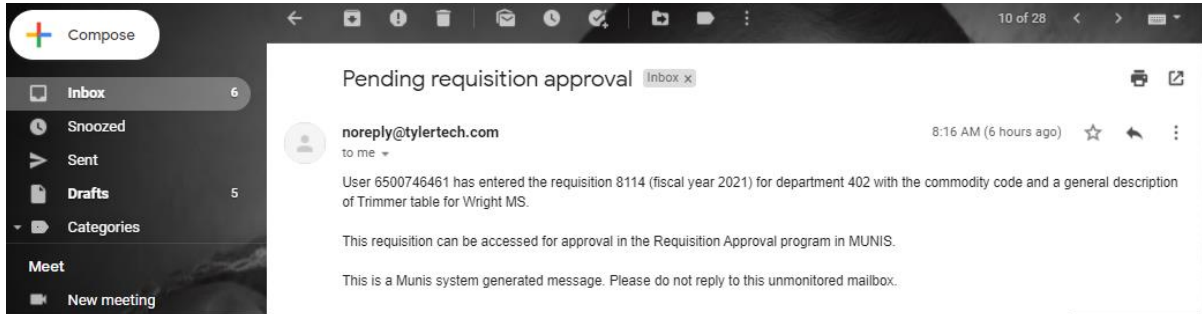 Compose
10 of 28
Pending requisition approval Inbox x
Inbox 6
Snoozed
noreply@tylertech.com 8:16 AM (6 hours ago)
to me
Sent
User 6500746461 has entered the requisition 8114 (fiscal year 2021) for department 402 with the commodity code and a general description
Drafts 5
of Trimmer table for Wright MS.
Categories
This requisition can be accessed for approval in the Requisition Approval program in MUNIS.
Meet
This is a Munis system generated message. Please do not reply to this unmonitored mailbox.
New meeting